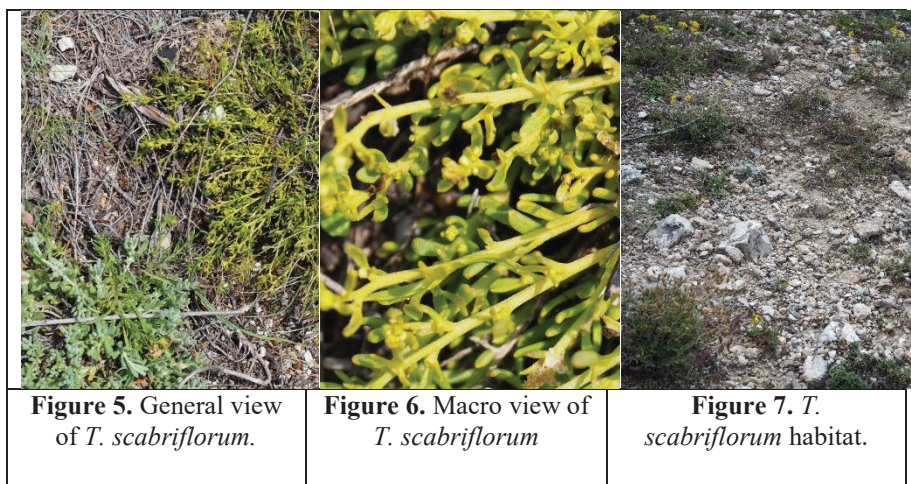 Figure 5. General view
of T. scabriflorum.
Figure 6. Macro view of
T. scabriflorum
Figure 7. T.
scabriflorum habitat.